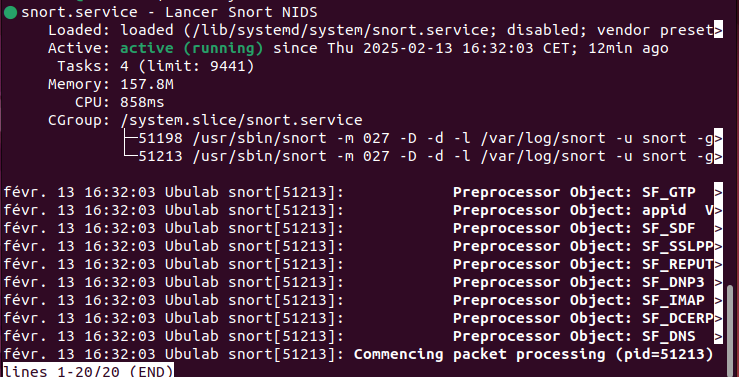 ● snort.service - Lancer Snort NIDS
     Loaded: loaded (/lib/systemd/system/snort.service; disabled; vendor preset>
     Active: active (running) since Thu 2025-02-13 16:32:03 CET; 12min ago
      Tasks: 4 (limit: 9441)
     Memory: 157.8M
        CPU: 858ms
     CGroup: /system.slice/snort.service
             ├─51198 /usr/sbin/snort -m 027 -D -d -l /var/log/snort -u snort -g>
             └─51213 /usr/sbin/snort -m 027 -D -d -l /var/log/snort -u snort -g>

févr. 13 16:32:03 Ubulab snort[51213]:           Preprocessor Object: SF_GTP  >
févr. 13 16:32:03 Ubulab snort[51213]:           Preprocessor Object: appid  V>
févr. 13 16:32:03 Ubulab snort[51213]:           Preprocessor Object: SF_SDF  >
févr. 13 16:32:03 Ubulab snort[51213]:           Preprocessor Object: SF_SSLPP>
févr. 13 16:32:03 Ubulab snort[51213]:           Preprocessor Object: SF_REPUT>
févr. 13 16:32:03 Ubulab snort[51213]:           Preprocessor Object: SF_DNP3 >
févr. 13 16:32:03 Ubulab snort[51213]:           Preprocessor Object: SF_IMAP >
févr. 13 16:32:03 Ubulab snort[51213]:           Preprocessor Object: SF_DCERP>
févr. 13 16:32:03 Ubulab snort[51213]:           Preprocessor Object: SF_DNS  >
févr. 13 16:32:03 Ubulab snort[51213]: Commencing packet processing (pid=51213)
lines 1-20/20 (END)